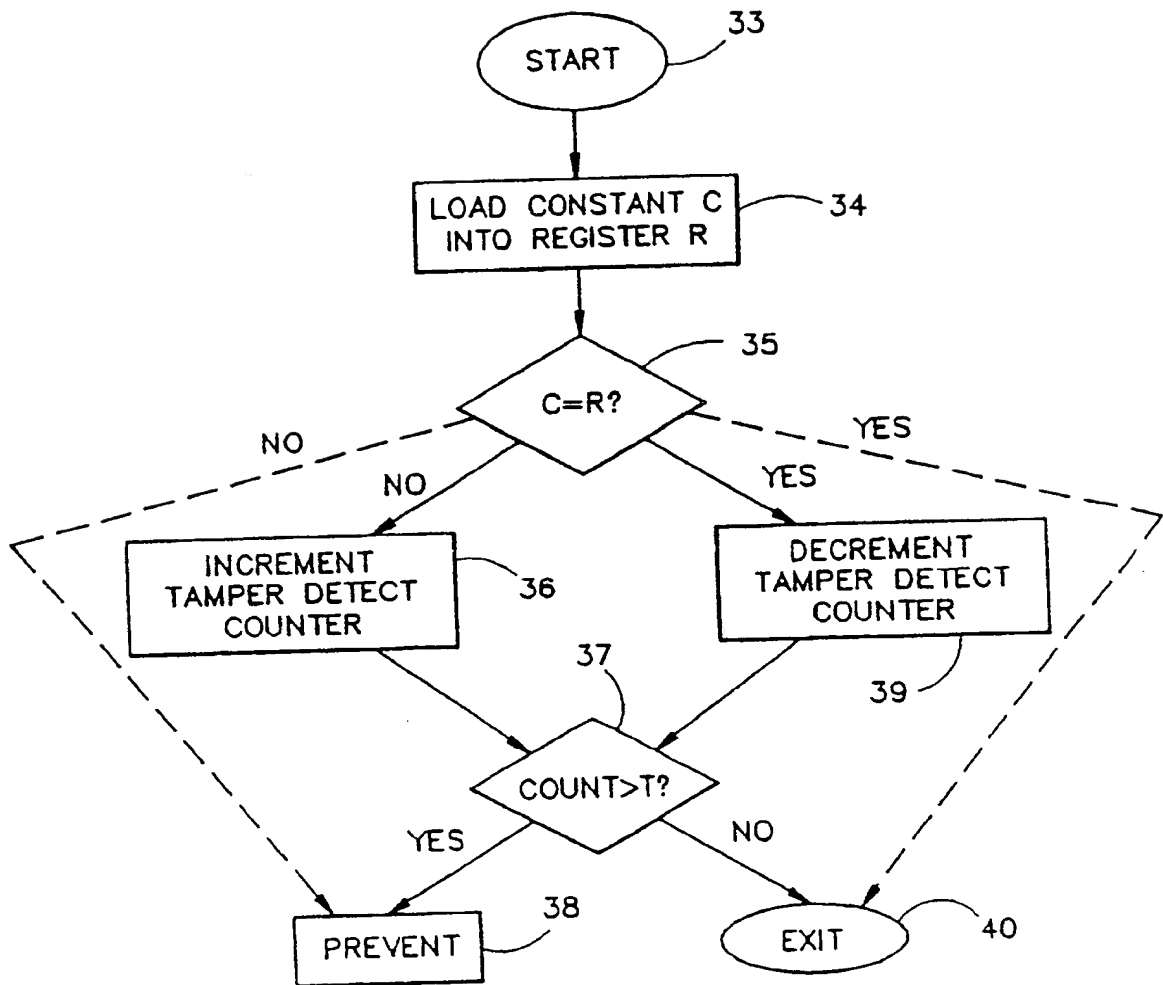 33
START
LOAD CONSTANT C
INTO REGISTER R
34
35
C=R?
NO
YES
NO
YES
INCREMENT
TAMPER DETECT
COUNTER
36
DECREMENT
TAMPER DETECT
COUNTER
39
37
COUNT>T?
YES
NO
PREVENT
38
EXIT
40